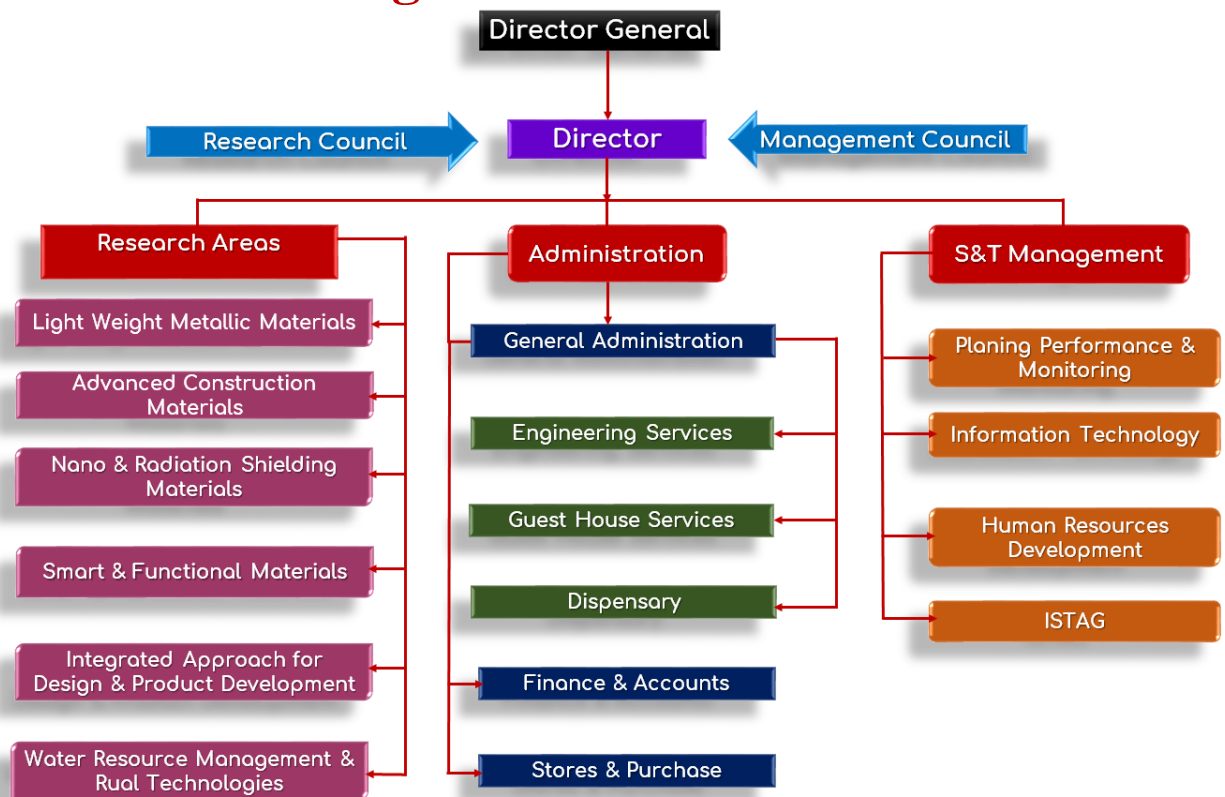 Director General
Research Council
Director
Management Council
Research Areas
Light Weight Metallic Materials
Advanced Construction
Materials
Nano & Radiation Shielding
Materials
Smart & Functional Materials
Integrated Approach for
Design & Product Development
Water Resource Management &
Rual Technologies
Administration
General Administration
Engineering Services
Guest House Services
Dispensary
Finance & Accounts
Stores & Purchase
S&T Management
Planing Performance &
Monitoring
Information Technology
Human Resources
Development
ISTAG